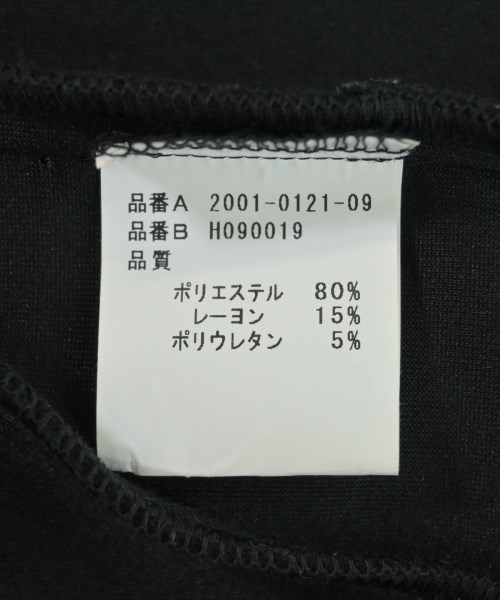 品番A 2001-0121-09
品番B H090019
品質
ポリエステル 80%
レーヨン 15%
ポリウレタン 5%